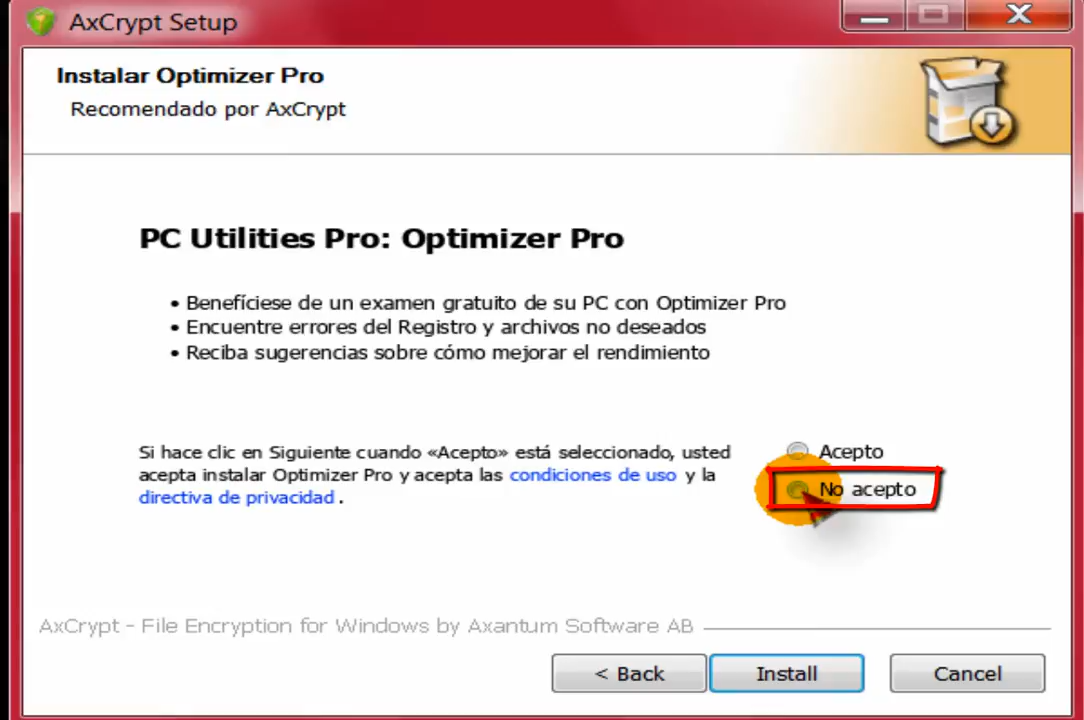 AxCrypt Setup
Instalar Optimizer Pro
Recomendado por AxCrypt
PC Utilities Pro: Optimizer Pro
• Benefíciese de un examen gratuito de su PC con Optimizer Pro
• Encuentre errores del Registro y archivos no deseados
• Reciba sugerencias sobre cómo mejorar el rendimiento
Si hace clic en Siguiente cuando «Acepto» está seleccionado, usted
acepta instalar Optimizer Pro y acepta las condiciones de uso y la
directiva de privacidad.
Acepto
No acepto
AxCrypt - File Encryption for Windows by Axantum Software AB
< Back
Install
Cancel